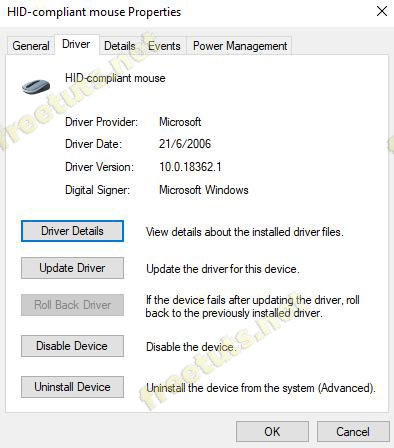 HID-compliant mouse Properties
General Driver Details Events Power Management
HID-compliant mouse
Driver Provider: Microsoft
Driver Date: 21/6/2006
Driver Version: 10.0.18362.1
Digital Signer: Microsoft Windows
Driver Details View details about the installed driver files.
Update Driver Update the driver for this device.
Roll Back Driver If the device fails after updating the driver, roll
back to the previously installed driver.
Disable Device Disable the device.
Uninstall Device Uninstall the device from the system (Advanced).
OK Cancel
freetuts.net
freetuts.net